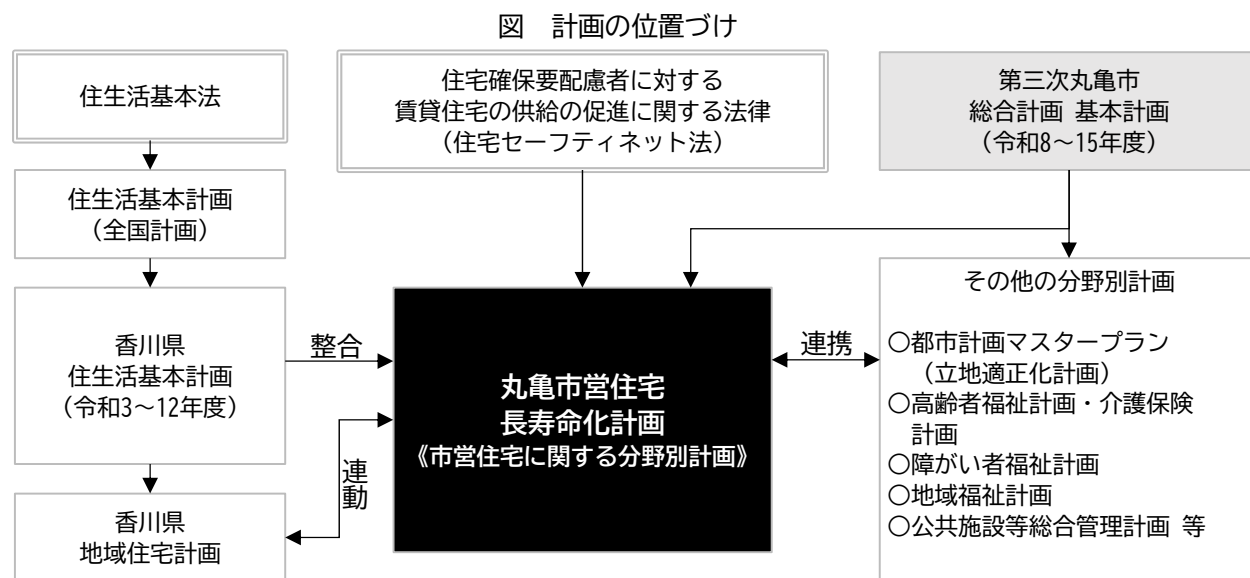 図　計画の位置づけ
住生活基本法
住生活基本計画
（全国計画）
香川県
住生活基本計画
（令和3～12年度）
香川県
地域住宅計画
住宅確保要配慮者に対する
賃貸住宅の供給の促進に関する法律
（住宅セーフティネット法）
第三次丸亀市
総合計画 基本計画
（令和8～15年度）
整合
連動
丸亀市営住宅
長寿命化計画
《市営住宅に関する分野別計画》
連携
その他の分野別計画
○都市計画マスタープラン
（立地適正化計画）
○高齢者福祉計画・介護保険
計画
○障がい者福祉計画
○地域福祉計画
○公共施設等総合管理計画 等